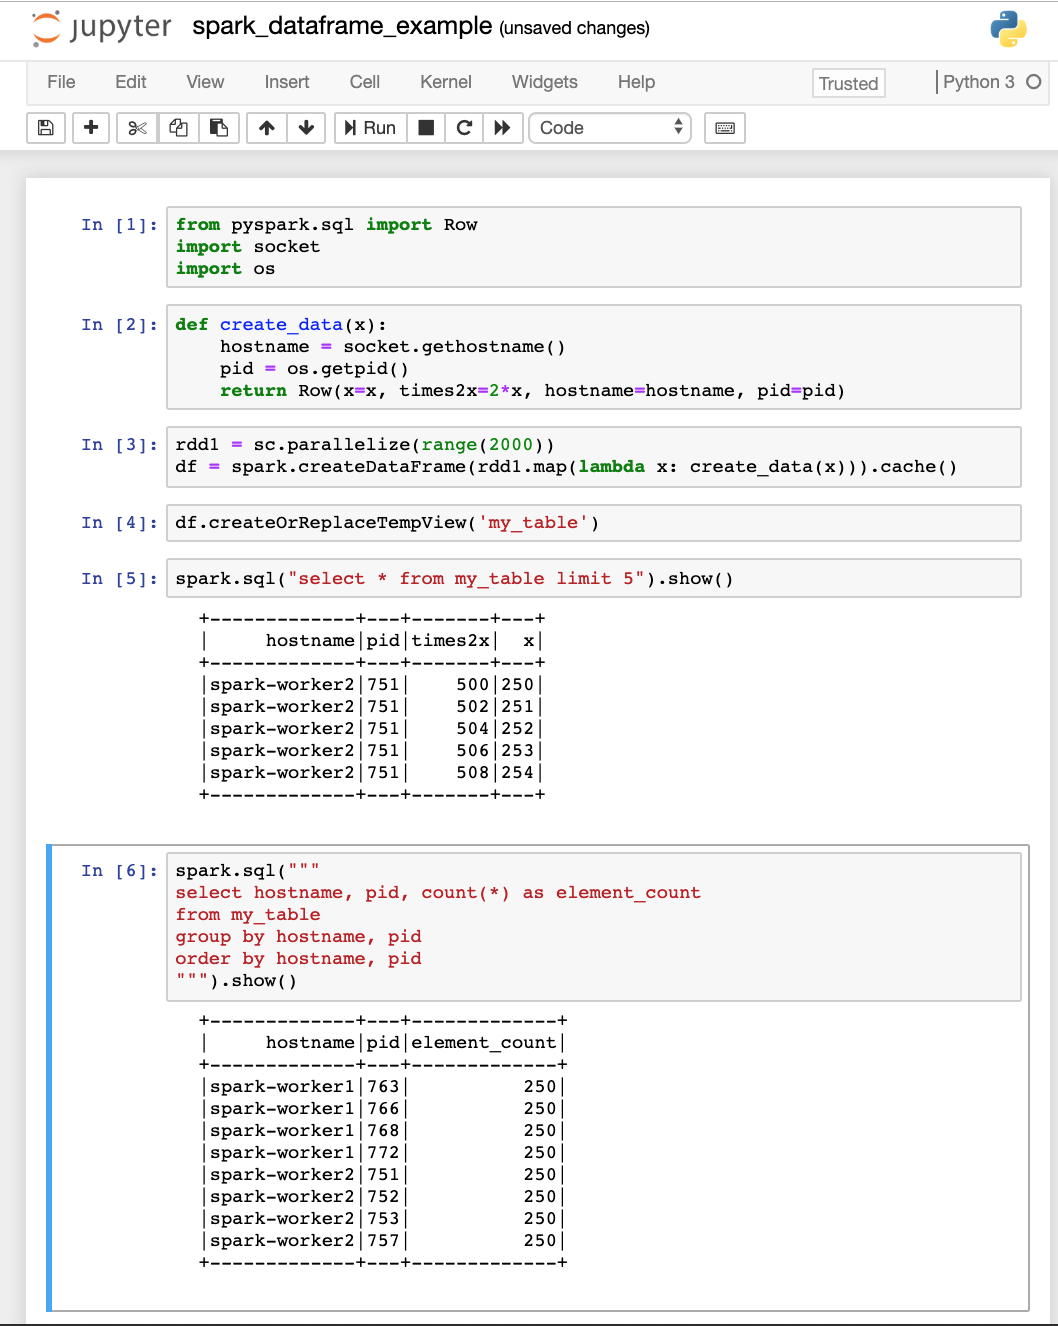 jupyter spark_dataframe_example (unsaved changes)
File Edit View Insert Cell Kernel Widgets Help Trusted Python 3
Run Code
In [1]: from pyspark.sql import Row
import socket
import os
In [2]: def create_data(x):
    hostname = socket.gethostname()
    pid = os.getpid()
    return Row(x=x, times2x=2*x, hostname=hostname, pid=pid)
In [3]: rdd1 = sc.parallelize(range(2000))
df = spark.createDataFrame(rdd1.map(lambda x: create_data(x))).cache()
In [4]: df.createOrReplaceTempView('my_table')
In [5]: spark.sql("select * from my_table limit 5").show()
+-------------+---+-------+---+
|     hostname|pid|times2x|  x|
+-------------+---+-------+---+
|spark-worker2|751|    500|250|
|spark-worker2|751|    502|251|
|spark-worker2|751|    504|252|
|spark-worker2|751|    506|253|
|spark-worker2|751|    508|254|
+-------------+---+-------+---+
In [6]: spark.sql("""
select hostname, pid, count(*) as element_count
from my_table
group by hostname, pid
order by hostname, pid
""").show()
+-------------+---+-------------+
|     hostname|pid|element_count|
+-------------+---+-------------+
|spark-worker1|763|          250|
|spark-worker1|766|          250|
|spark-worker1|768|          250|
|spark-worker1|772|          250|
|spark-worker2|751|          250|
|spark-worker2|752|          250|
|spark-worker2|753|          250|
|spark-worker2|757|          250|
+-------------+---+-------------+